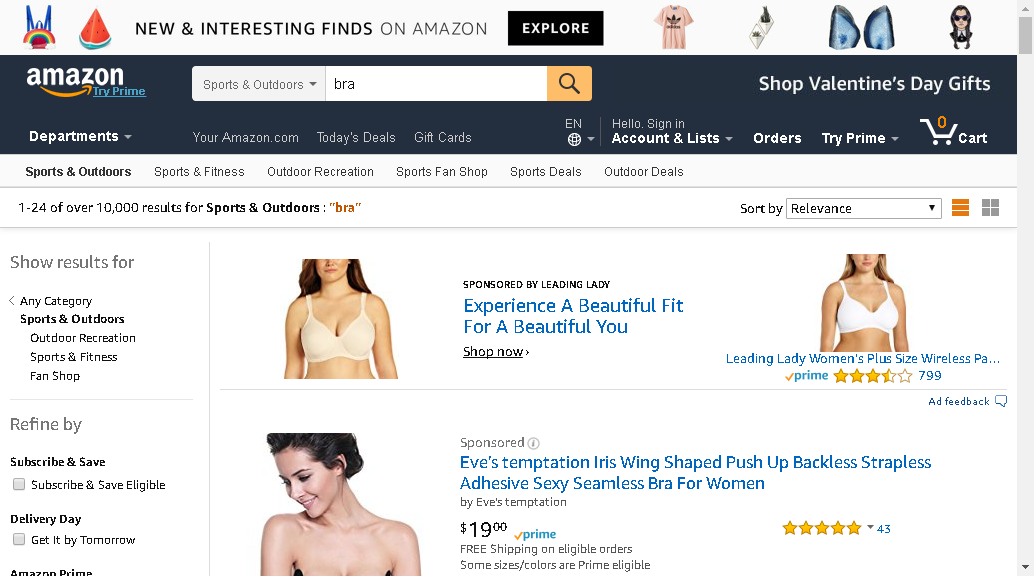 NEW & INTERESTING FINDS ON AMAZON EXPLORE
amazon
Try Prime
Sports & Outdoors bra
Shop Valentine's Day Gifts
Departments
Your Amazon.com Today's Deals Gift Cards
EN
Hello. Sign in
Account & Lists
Orders
Try Prime
0
Cart
Sports & Outdoors Sports & Fitness Outdoor Recreation Sports Fan Shop Sports Deals Outdoor Deals
1-24 of over 10,000 results for Sports & Outdoors : "bra"
Sort by Relevance
Show results for
Any Category
Sports & Outdoors
Outdoor Recreation
Sports & Fitness
Fan Shop
Refine by
Subscribe & Save
Subscribe & Save Eligible
Delivery Day
Get It by Tomorrow
Amazon Prime
SPONSORED BY LEADING LADY
Experience A Beautiful Fit
For A Beautiful You
Shop now ›
Leading Lady Women's Plus Size Wireless Pa...
prime 799
Ad feedback
Sponsored
Eve's temptation Iris Wing Shaped Push Up Backless Strapless
Adhesive Sexy Seamless Bra For Women
by Eve's temptation
$19 00 prime
43
FREE Shipping on eligible orders
Some sizes/colors are Prime eligible